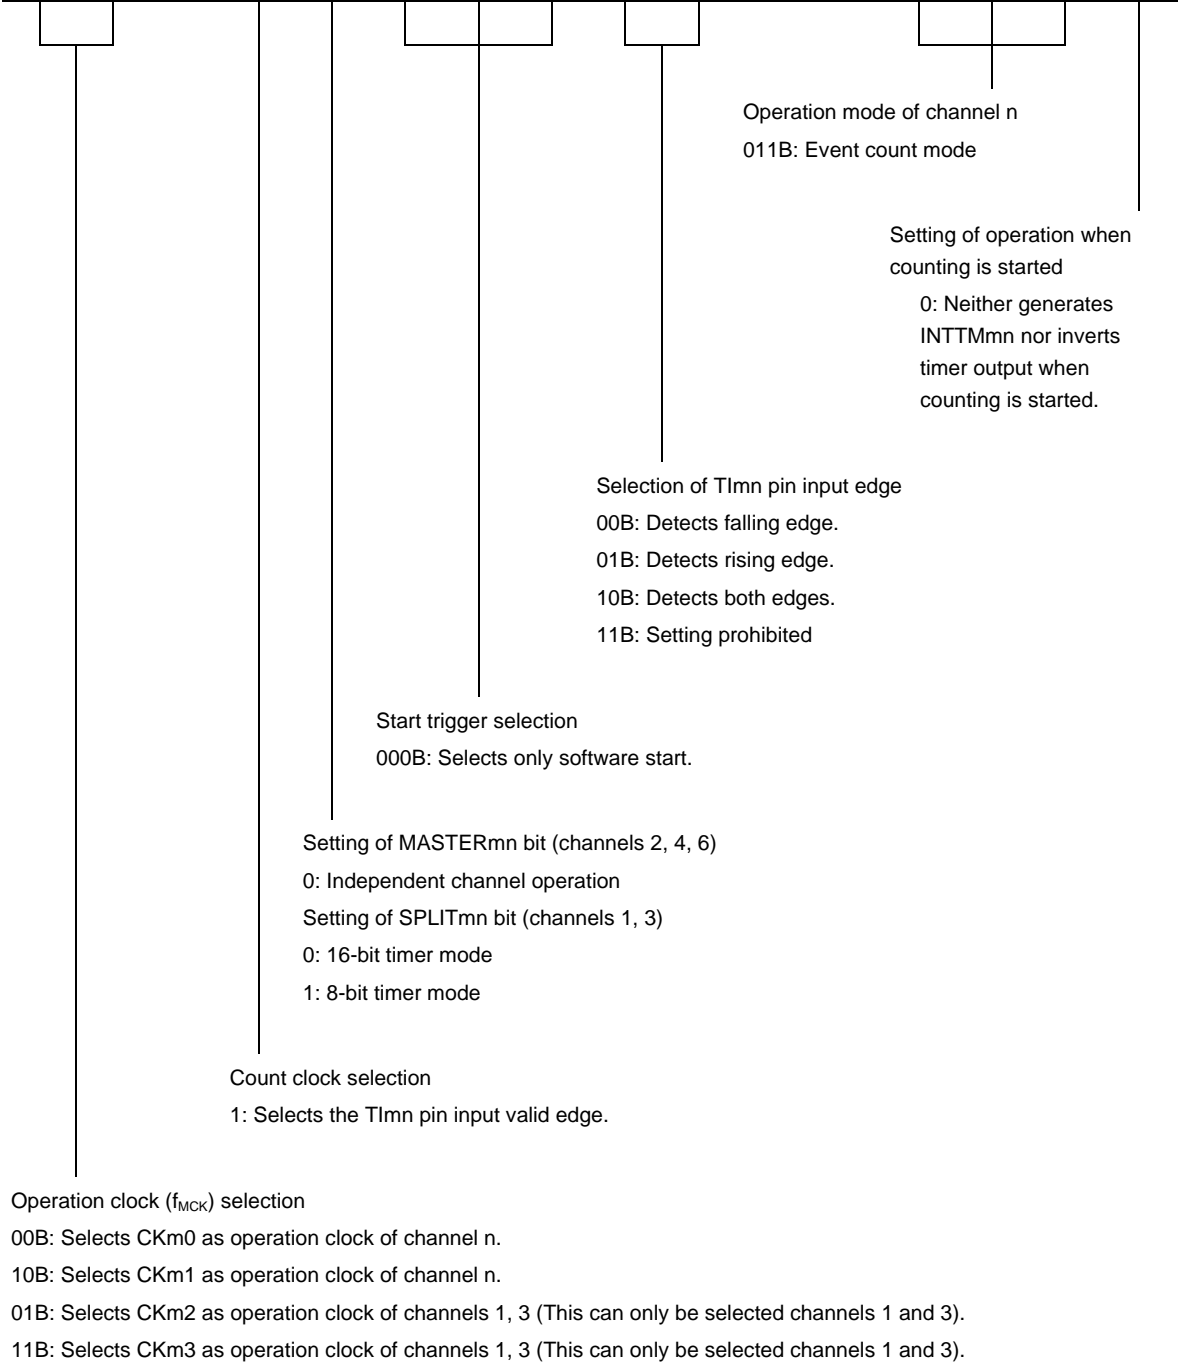 Operation mode of channel n
011B: Event count mode
Setting of operation when
counting is started
0: Neither generates
INTTMmn nor inverts
timer output when
counting is started.
Selection of TImn pin input edge
00B: Detects falling edge.
01B: Detects rising edge.
10B: Detects both edges.
11B: Setting prohibited
Start trigger selection
000B: Selects only software start.
Setting of MASTERmn bit (channels 2, 4, 6)
0: Independent channel operation
Setting of SPLITmn bit (channels 1, 3)
0: 16-bit timer mode
1: 8-bit timer mode
Count clock selection
1: Selects the TImn pin input valid edge.
Operation clock (fMCK) selection
00B: Selects CKm0 as operation clock of channel n.
10B: Selects CKm1 as operation clock of channel n.
01B: Selects CKm2 as operation clock of channels 1, 3 (This can only be selected channels 1 and 3).
11B: Selects CKm3 as operation clock of channels 1, 3 (This can only be selected channels 1 and 3).